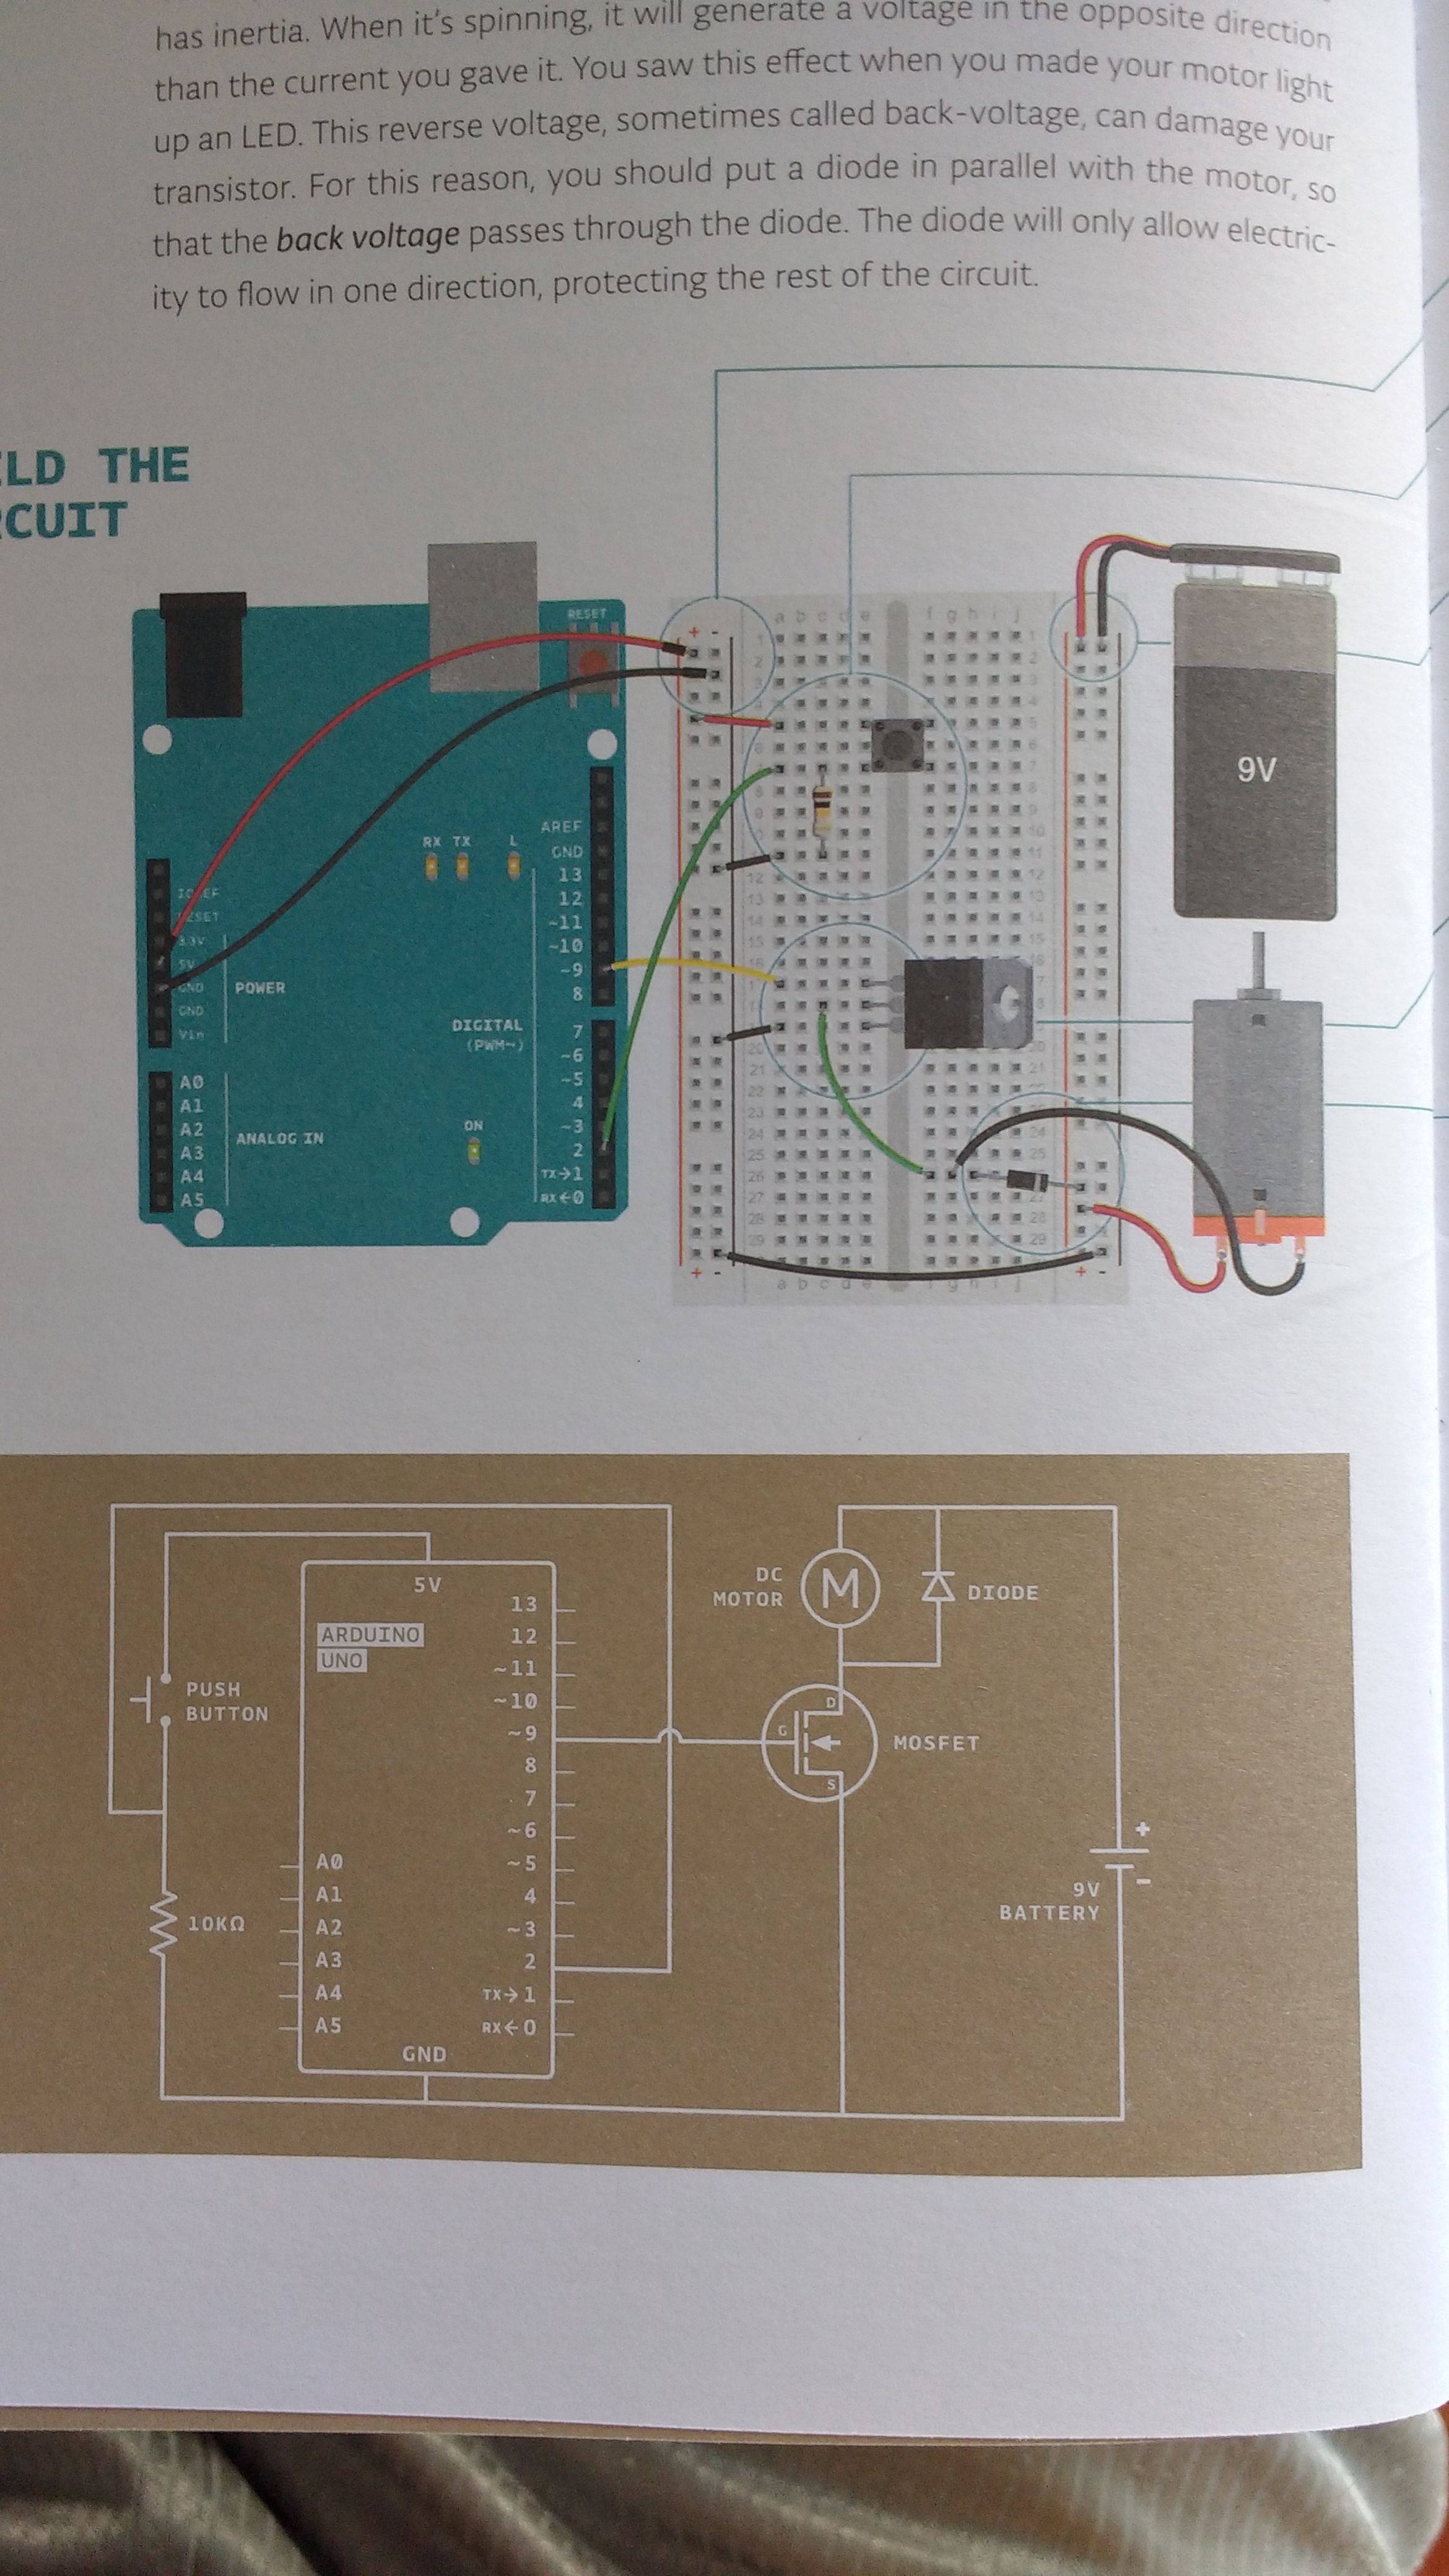 has inertia. When it's spinning, it will generate a voltage in the opposite direction
than the current you gave it. You saw this effect when you made your motor light
up an LED. This reverse voltage, sometimes called back-voltage, can damage your
transistor. For this reason, you should put a diode in parallel with the motor, so
that the back voltage passes through the diode. The diode will only allow electric-
ity to flow in one direction, protecting the rest of the circuit.
LD THE
CUIT
RESET
+ -
a b c d e
f g h i j
9V
RX TX L
AREF
GND
13
12
~11
~10
~9
8
7
~6
~5
4
~3
2
TX→1
RX←0
DIGITAL
(PWM~)
ON
3.3V
5V
GND
GND
Vin
POWER
A0
A1
A2
A3
A4
A5
ANALOG IN
+ -
a b c d e
f g h i j
+ -
5V
ARDUINO
UNO
13
12
~11
~10
~9
8
7
~6
~5
4
~3
2
TX→1
RX←0
A0
A1
A2
A3
A4
A5
GND
PUSH
BUTTON
10KΩ
DC
MOTOR
M
DIODE
D
G
S
MOSFET
+
-
9V
BATTERY